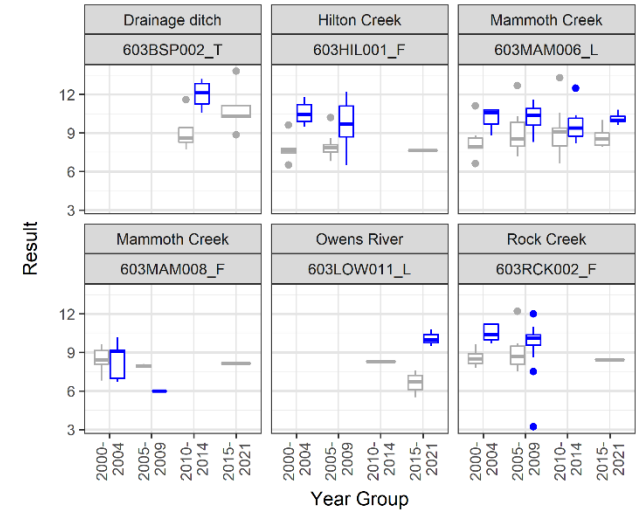 Drainage ditch
603BSP002_T
Hilton Creek
603HIL001_F
Mammoth Creek
603MAM006_L
12
9
6
3
Result
Mammoth Creek
603MAM008_F
Owens River
603LOW011_L
Rock Creek
603RCK002_F
12
9
6
3
2000-
2004
2005-
2009
2010-
2014
2015-
2021
2000-
2004
2005-
2009
2010-
2014
2015-
2021
2000-
2004
2005-
2009
2010-
2014
2015-
2021
Year Group